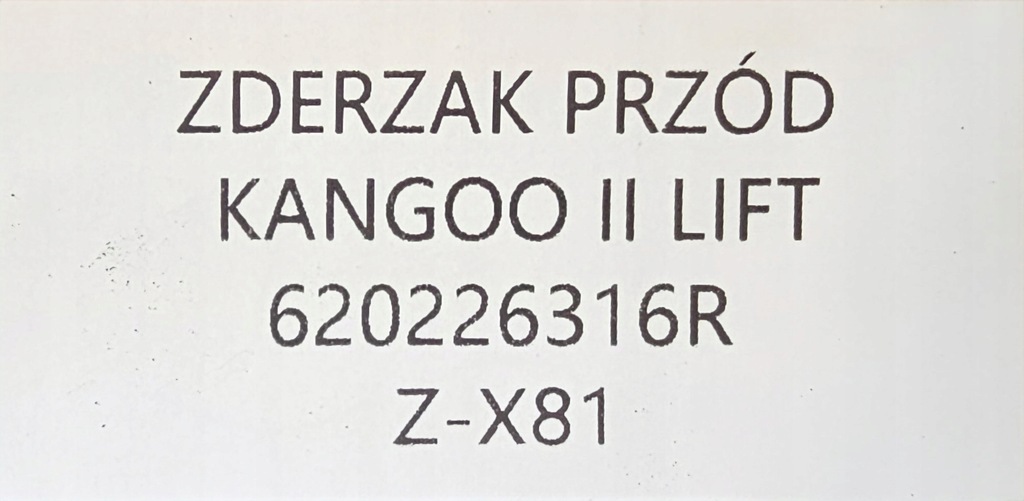 ZDERZAK PRZÓD
KANGOO II LIFT
620226316R
Z-X81